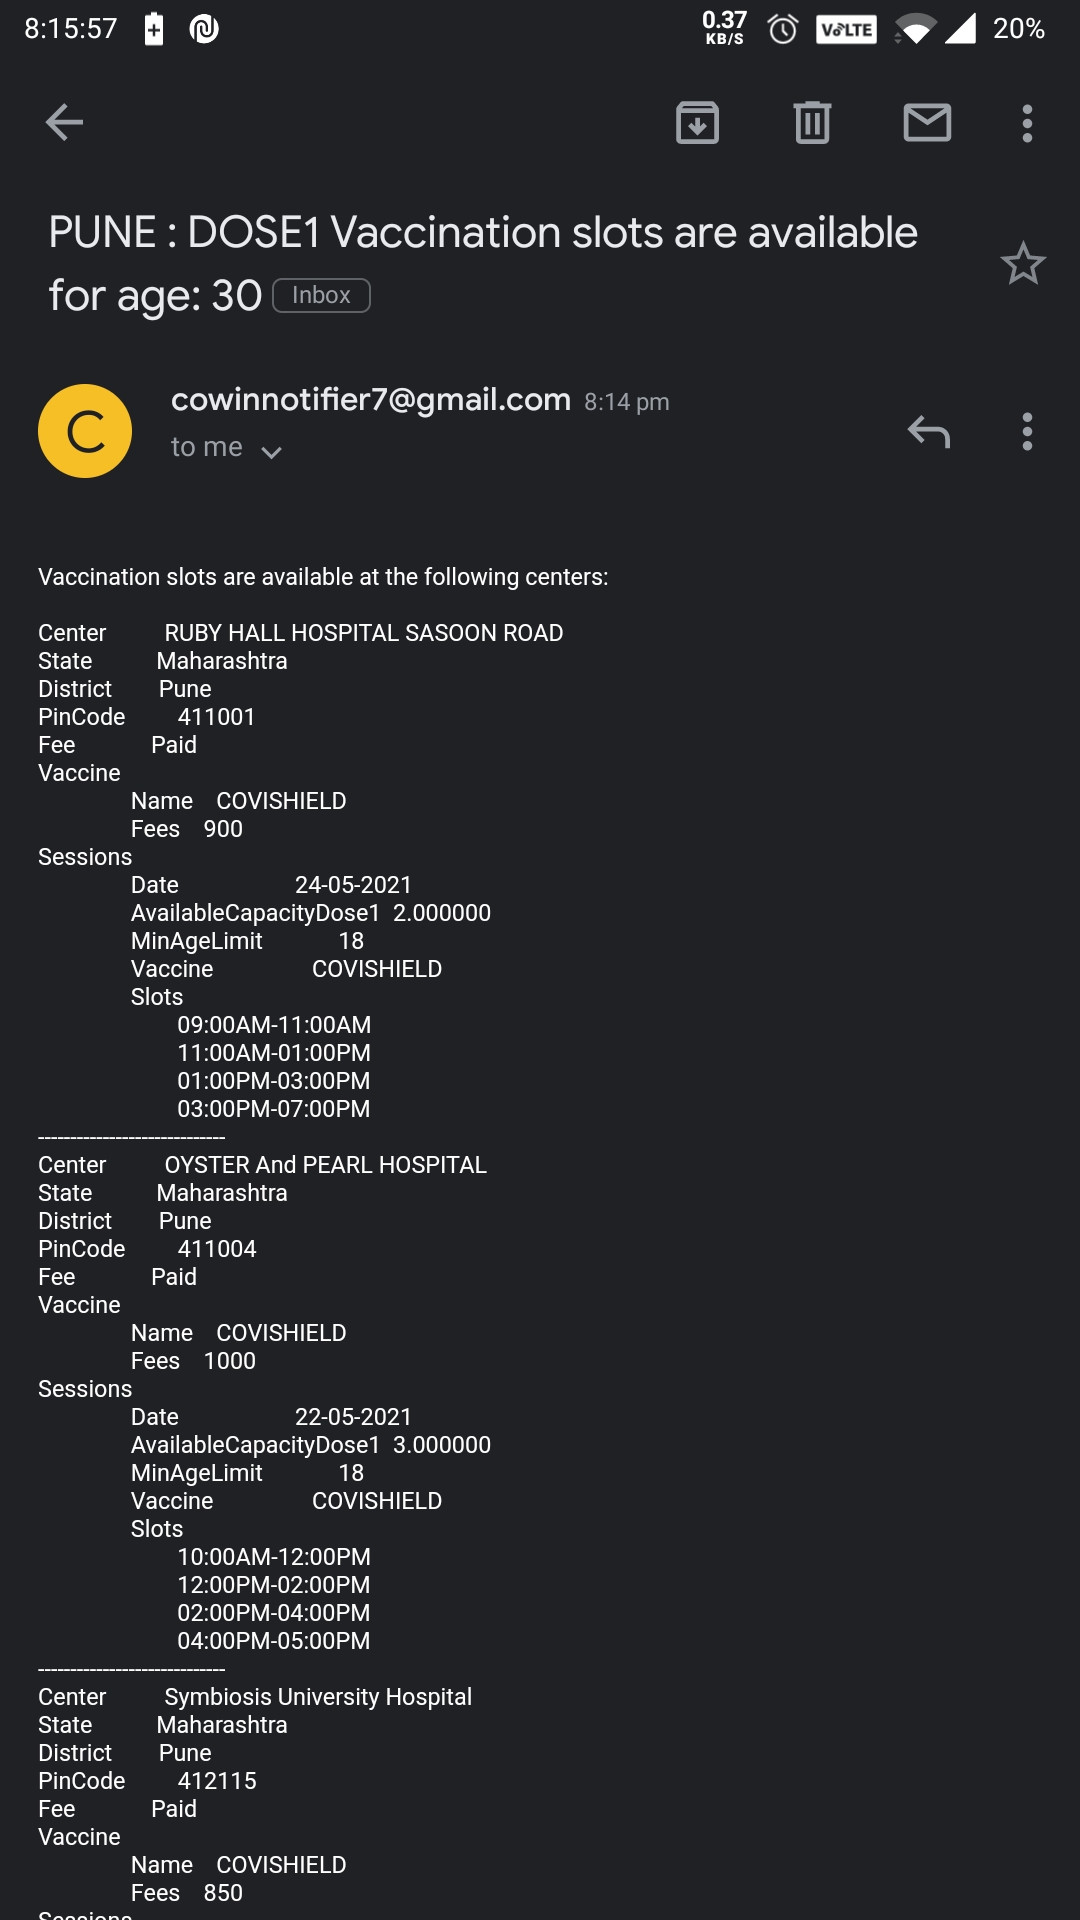 8:15:57 0.37 KB/S VoLTE 20%
PUNE : DOSE1 Vaccination slots are available
for age: 30 Inbox
C
cowinnotifier7@gmail.com 8:14 pm
to me
Vaccination slots are available at the following centers:
Center RUBY HALL HOSPITAL SASOON ROAD
State Maharashtra
District Pune
PinCode 411001
Fee Paid
Vaccine
Name COVISHIELD
Fees 900
Sessions
Date 24-05-2021
AvailableCapacityDose1 2.000000
MinAgeLimit 18
Vaccine COVISHIELD
Slots
09:00AM-11:00AM
11:00AM-01:00PM
01:00PM-03:00PM
03:00PM-07:00PM
-----------------------------
Center OYSTER And PEARL HOSPITAL
State Maharashtra
District Pune
PinCode 411004
Fee Paid
Vaccine
Name COVISHIELD
Fees 1000
Sessions
Date 22-05-2021
AvailableCapacityDose1 3.000000
MinAgeLimit 18
Vaccine COVISHIELD
Slots
10:00AM-12:00PM
12:00PM-02:00PM
02:00PM-04:00PM
04:00PM-05:00PM
-----------------------------
Center Symbiosis University Hospital
State Maharashtra
District Pune
PinCode 412115
Fee Paid
Vaccine
Name COVISHIELD
Fees 850
Sessions